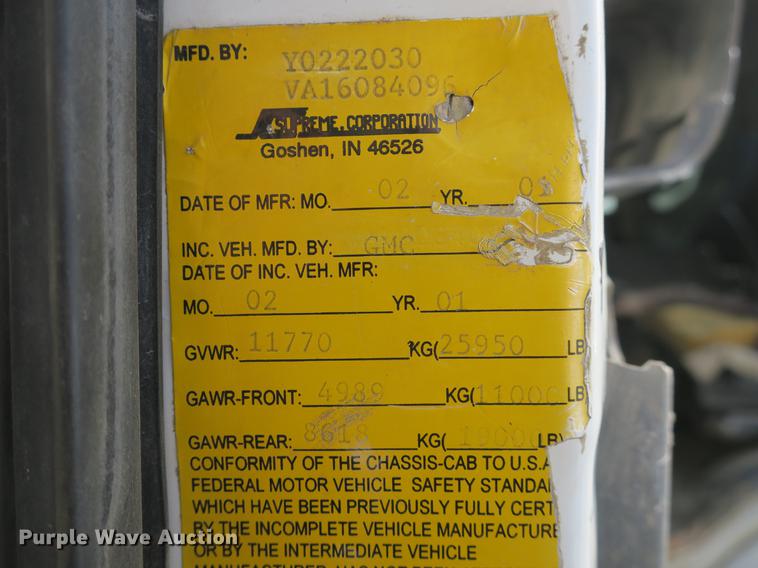 MFD. BY: Y0222030
VA16084096
SUPREME.CORPORATION
Goshen, IN 46526
DATE OF MFR: MO. 02 YR.
INC. VEH. MFD. BY: GMC
DATE OF INC. VEH. MFR:
MO. 02 YR. 01
GVWR: 11770 KG(25950 LB
GAWR-FRONT: 4989 KG(11000 LB
GAWR-REAR: 8618 KG(19000 LB)
CONFORMITY OF THE CHASSIS-CAB TO U.S.A
FEDERAL MOTOR VEHICLE SAFETY STANDA
WHICH HAVE BEEN PREVIOUSLY FULLY CERT
BY THE INCOMPLETE VEHICLE MANUFACTURE
OR BY THE INTERMEDIATE VEHICLE
Purple Wave Auction